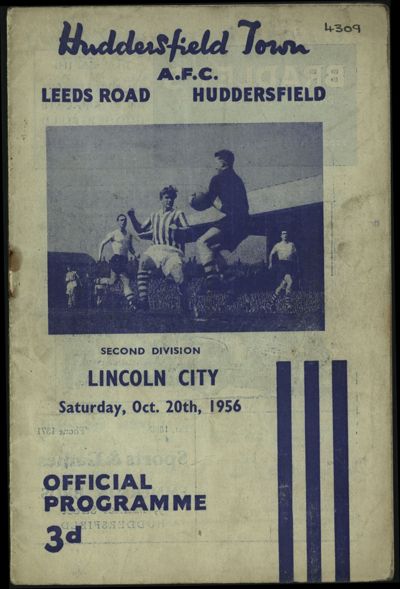 Huddersfield Town
4309
A.F.C.
LEEDS ROAD HUDDERSFIELD
SECOND DIVISION
LINCOLN CITY
Saturday, Oct. 20th, 1956
OFFICIAL
PROGRAMME
3d